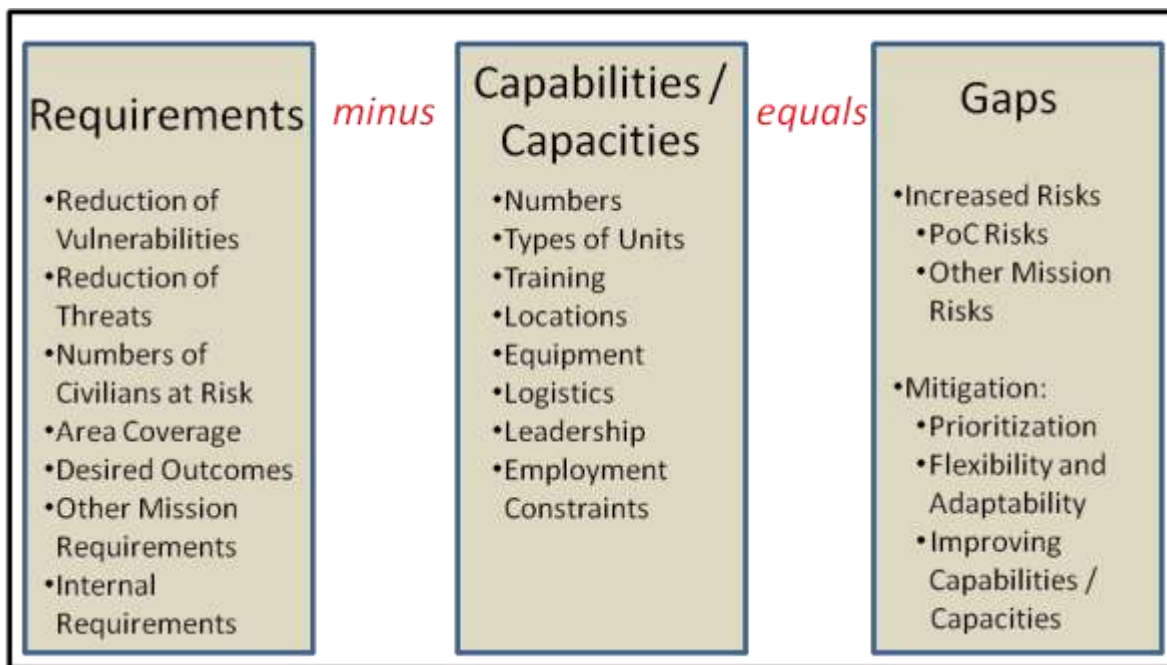 Requirements
•Reduction of
Vulnerabilities
•Reduction of
Threats
•Numbers of
Civilians at Risk
•Area Coverage
•Desired Outcomes
•Other Mission
Requirements
•Internal
Requirements
minus
Capabilities /
Capacities
•Numbers
•Types of Units
•Training
•Locations
•Equipment
•Logistics
•Leadership
•Employment
Constraints
equals
Gaps
•Increased Risks
•PoC Risks
•Other Mission
Risks
•Mitigation:
•Prioritization
•Flexibility and
Adaptability
•Improving
Capabilities /
Capacities